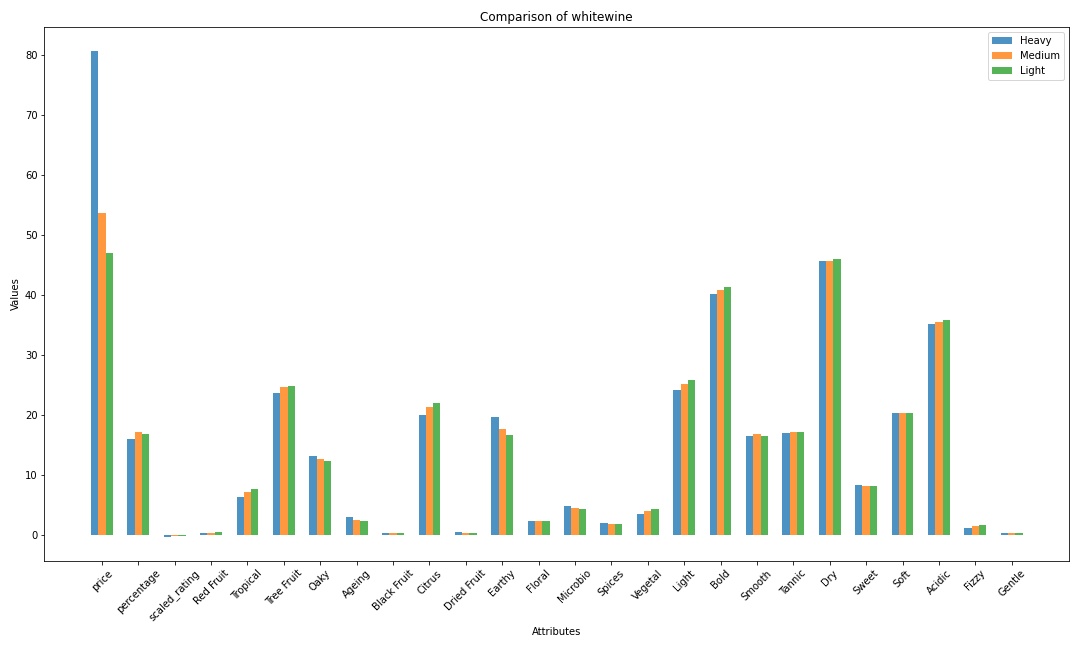 Comparison of whitewine
Heavy
Medium
Light
Values
80
70
60
50
40
30
20
10
0
price
percentage
scaled_rating
Red Fruit
Tropical
Tree Fruit
Oaky
Ageing
Black Fruit
Citrus
Dried Fruit
Earthy
Floral
Microbio
Spices
Vegetal
Light
Bold
Smooth
Tannic
Dry
Sweet
Soft
Acidic
Fizzy
Gentle
Attributes